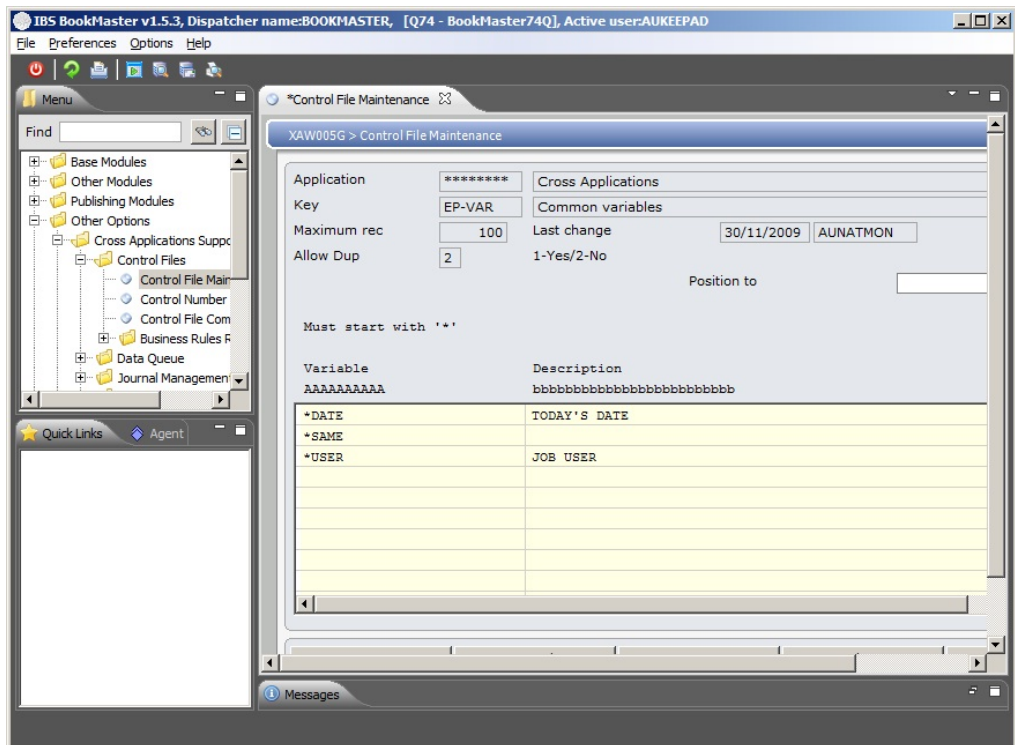 IBS BookMaster v1.5.3, Dispatcher name:BOOKMASTER, [Q74 - BookMaster74Q], Active user:AUKEEPAD
File Preferences Options Help
Menu
*Control File Maintenance
Find
XAW005G > Control File Maintenance
Base Modules
Other Modules
Publishing Modules
Other Options
Cross Applications Suppo
Control Files
Control File Main
Control Number
Control File Com
Business Rules R
Data Queue
Journal Management
Application ******** Cross Applications
Key EP-VAR Common variables
Maximum rec 100 Last change 30/11/2009 AUNATMON
Allow Dup 2 1-Yes/2-No
Position to
Must start with '*'
Variable Description
AAAAAAAAAA bbbbbbbbbbbbbbbbbbbbbbbbbb
*DATE TODAY'S DATE
*SAME
*USER JOB USER
Quick Links Agent
Messages